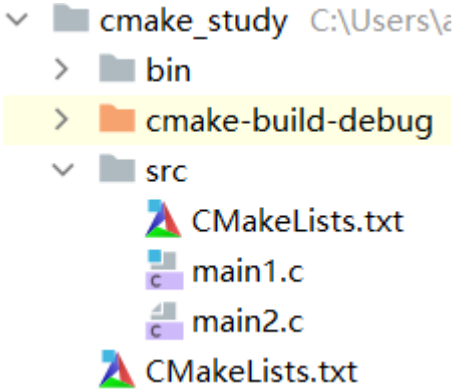 cmake_study C:\Users\
bin
cmake-build-debug
src
CMakeLists.txt
C main1.c
C main2.c
CMakeLists.txt